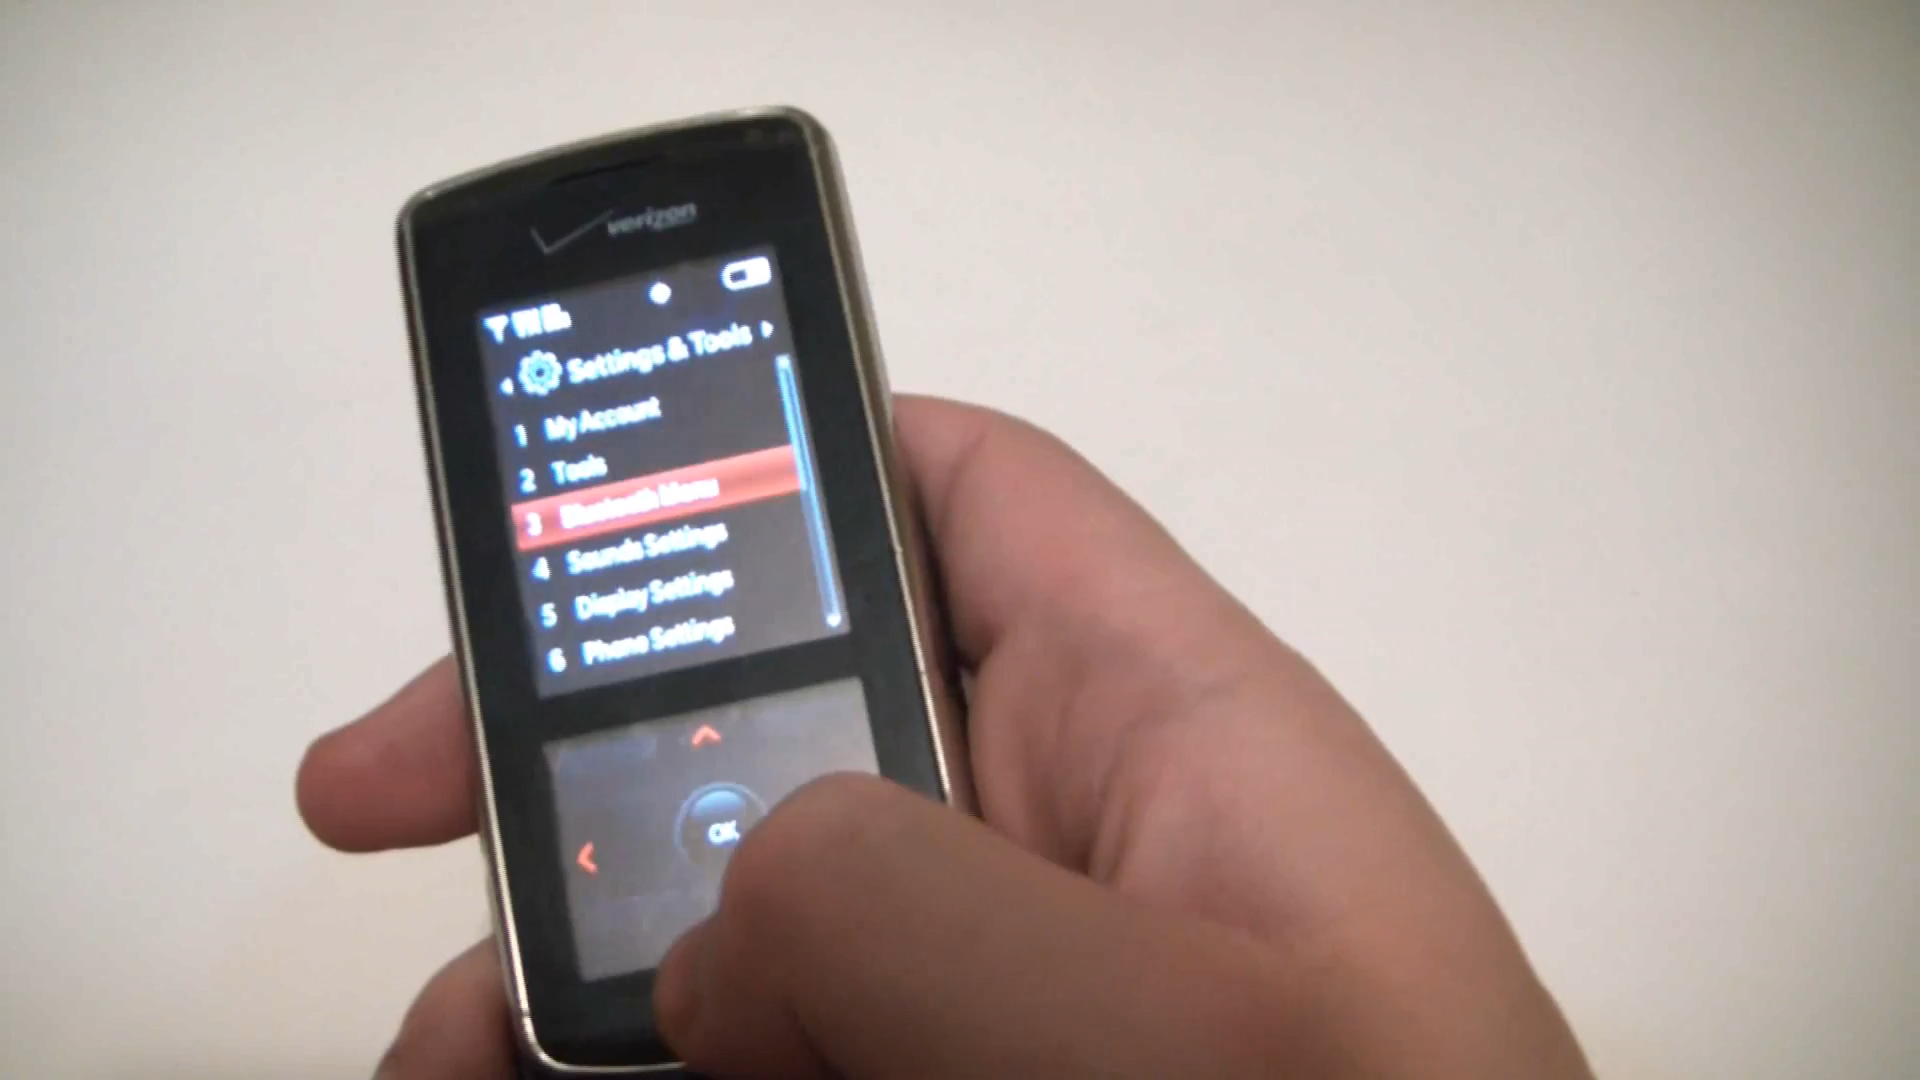 verizon
Settings & Tools
1 My Account
2 Tools
3 Bluetooth Menu
4 Sounds Settings
5 Display Settings
6 Phone Settings
OK